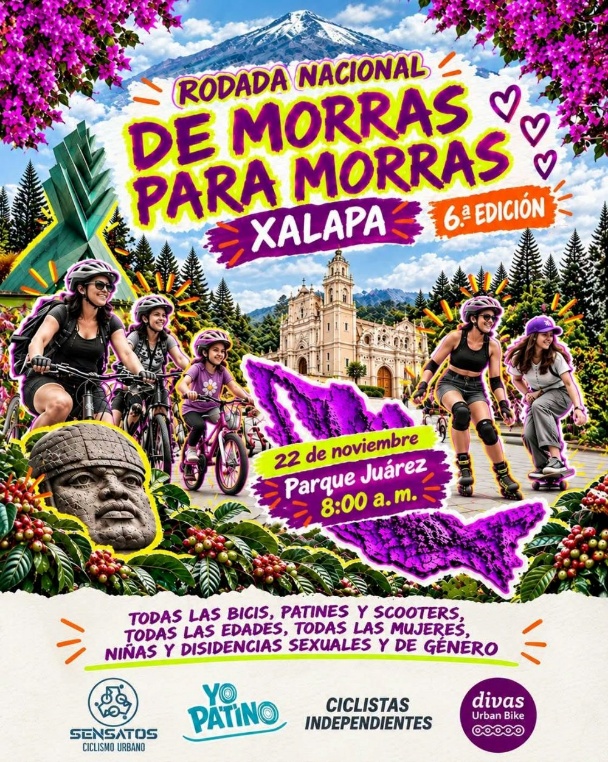 RODADA NACIONAL
DE MORRAS
PARA MORRAS
XALAPA
6.ª EDICIÓN
22 de noviembre
Parque Juárez
8:00 a. m.
TODAS LAS BICIS, PATINES Y SCOOTERS,
TODAS LAS EDADES, TODAS LAS MUJERES,
NIÑAS Y DISIDENCIAS SEXUALES Y DE GÉNERO
SENSATOS
CICLISMO URBANO
YO
PATINO
CICLISTAS
INDEPENDIENTES
divas
Urban Bike